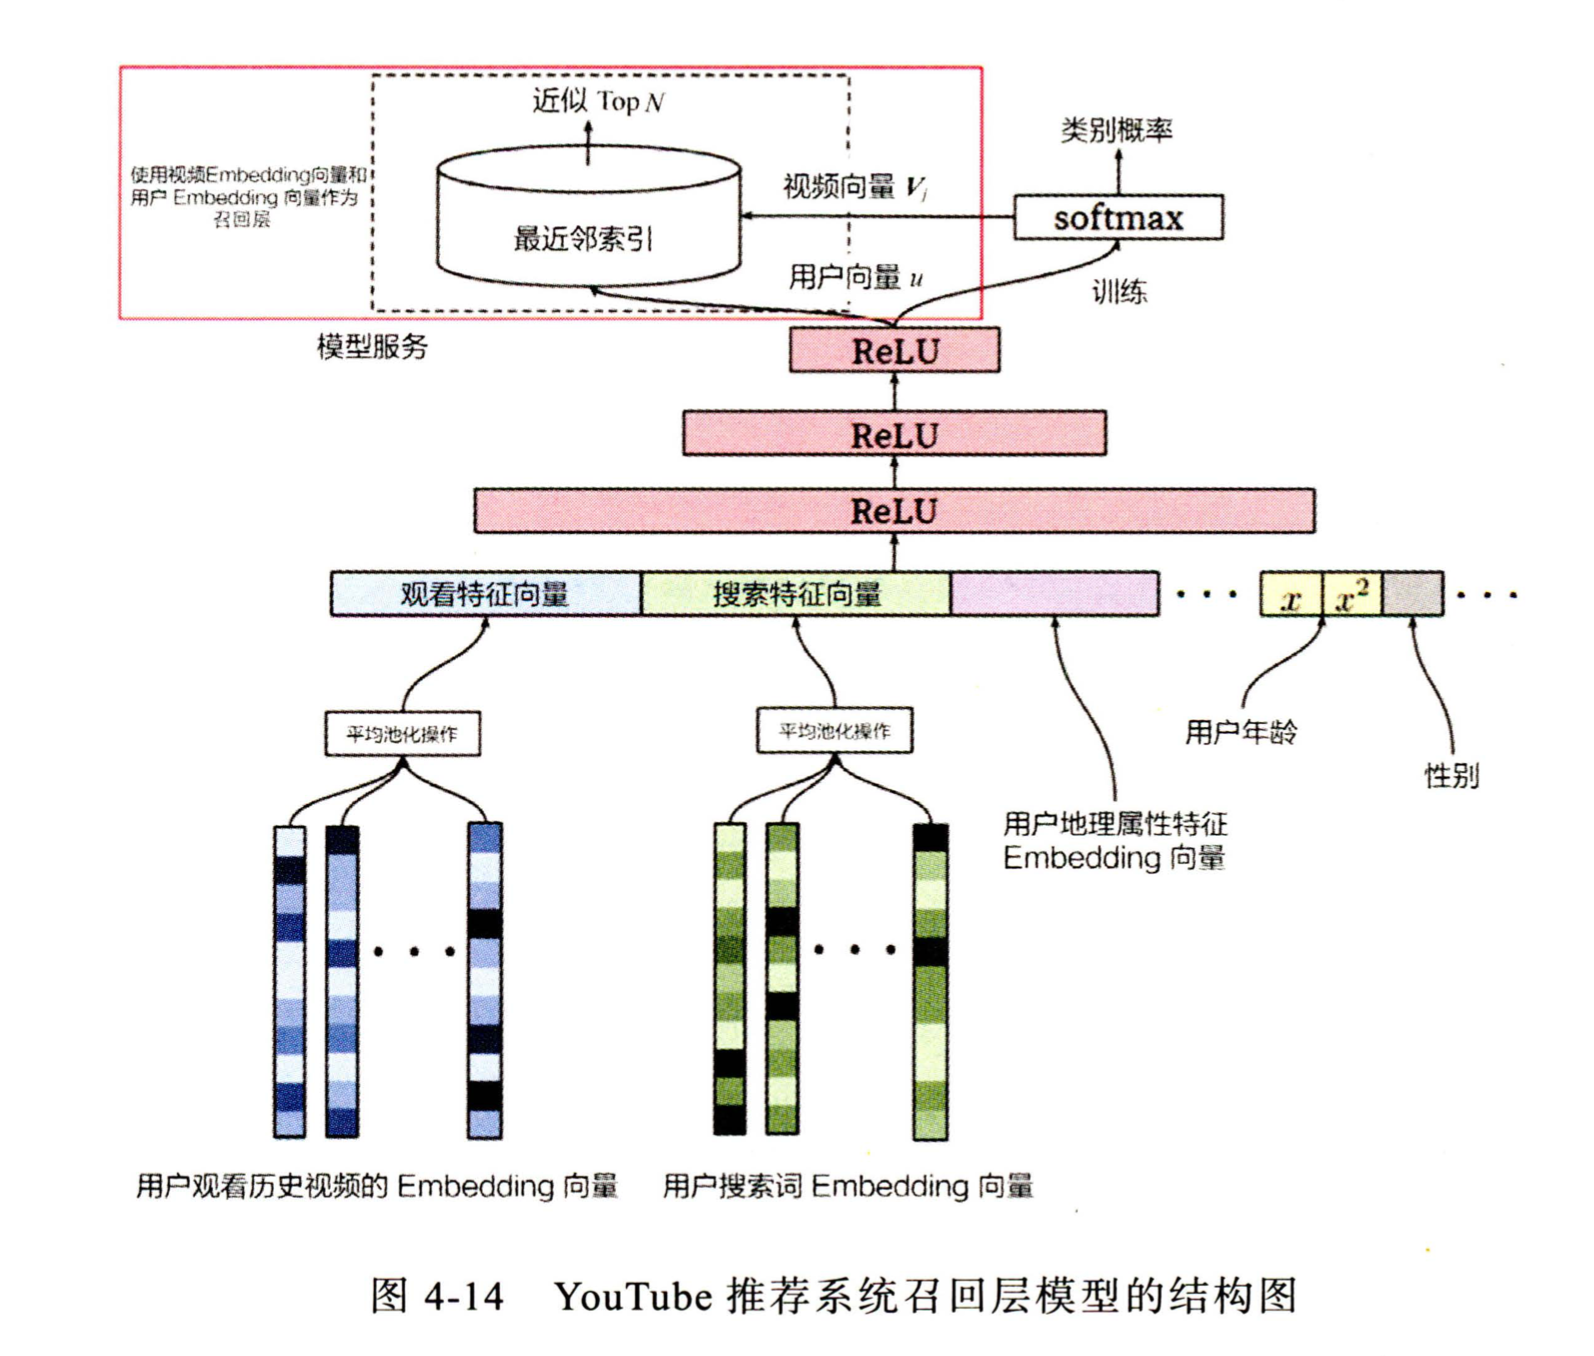 近似 Top N
类别概率
使用视频Embedding向量和
用户 Embedding 向量作为
召回层
视频向量 Vj
softmax
最近邻索引
用户向量 u
训练
模型服务
ReLU
ReLU
ReLU
观看特征向量
搜索特征向量
x
x²
平均池化操作
平均池化操作
用户年龄
性别
用户地理属性特征
Embedding 向量
用户观看历史视频的 Embedding 向量
用户搜索词 Embedding 向量
图 4-14 YouTube 推荐系统召回层模型的结构图